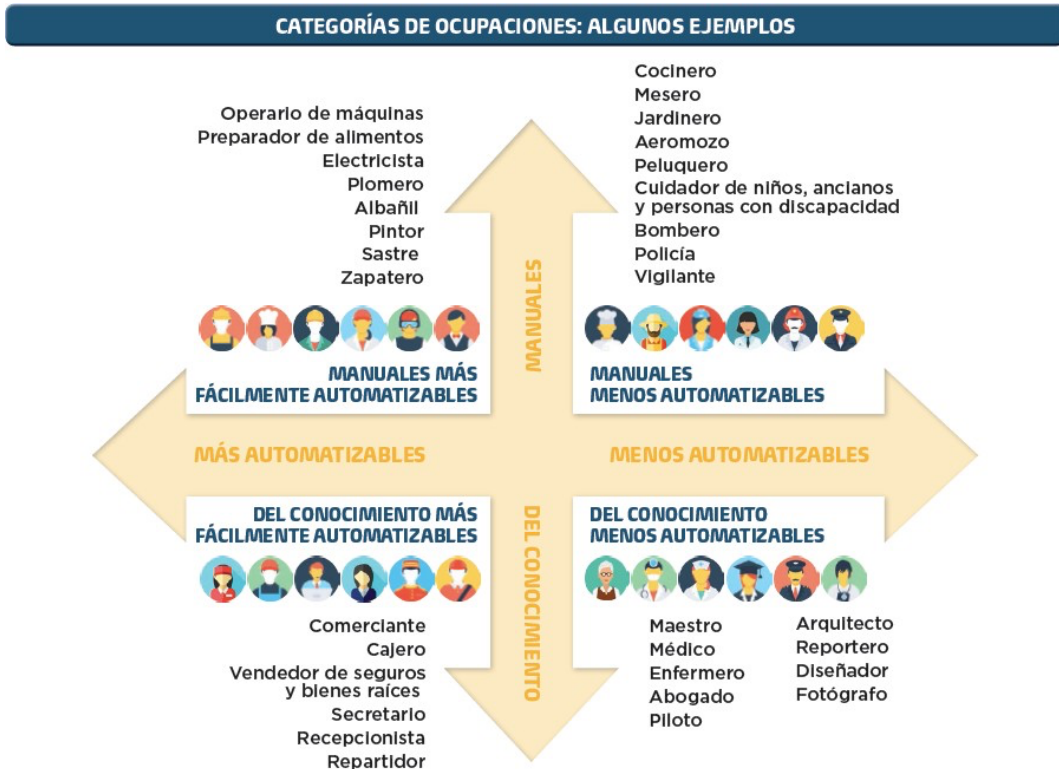 CATEGORÍAS DE OCUPACIONES: ALGUNOS EJEMPLOS
Operario de máquinas
Preparador de alimentos
Electricista
Plomero
Albañil
Pintor
Sastre
Zapatero
MANUALES MÁS
FÁCILMENTE AUTOMATIZABLES
Cocinero
Mesero
Jardinero
Aeromozo
Peluquero
Cuidador de niños, ancianos
y personas con discapacidad
Bombero
Policía
Vigilante
MANUALES
MENOS AUTOMATIZABLES
MANUALES
MÁS AUTOMATIZABLES
MENOS AUTOMATIZABLES
DEL CONOCIMIENTO
DEL CONOCIMIENTO MÁS
FÁCILMENTE AUTOMATIZABLES
Comerciante
Cajero
Vendedor de seguros
y bienes raíces
Secretario
Recepcionista
Repartidor
DEL CONOCIMIENTO
MENOS AUTOMATIZABLES
Maestro
Médico
Enfermero
Abogado
Piloto
Arquitecto
Reportero
Diseñador
Fotógrafo